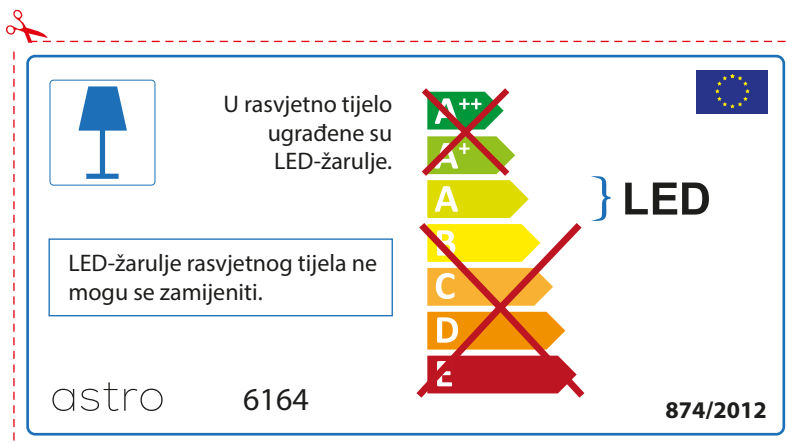 U rasvjetno tijelo
ugrađene su
LED-žarulje.
LED-žarulje rasvjetnog tijela ne
mogu se zamijeniti.
A++
A+
A
B
C
D
E
LED
astro 6164
874/2012